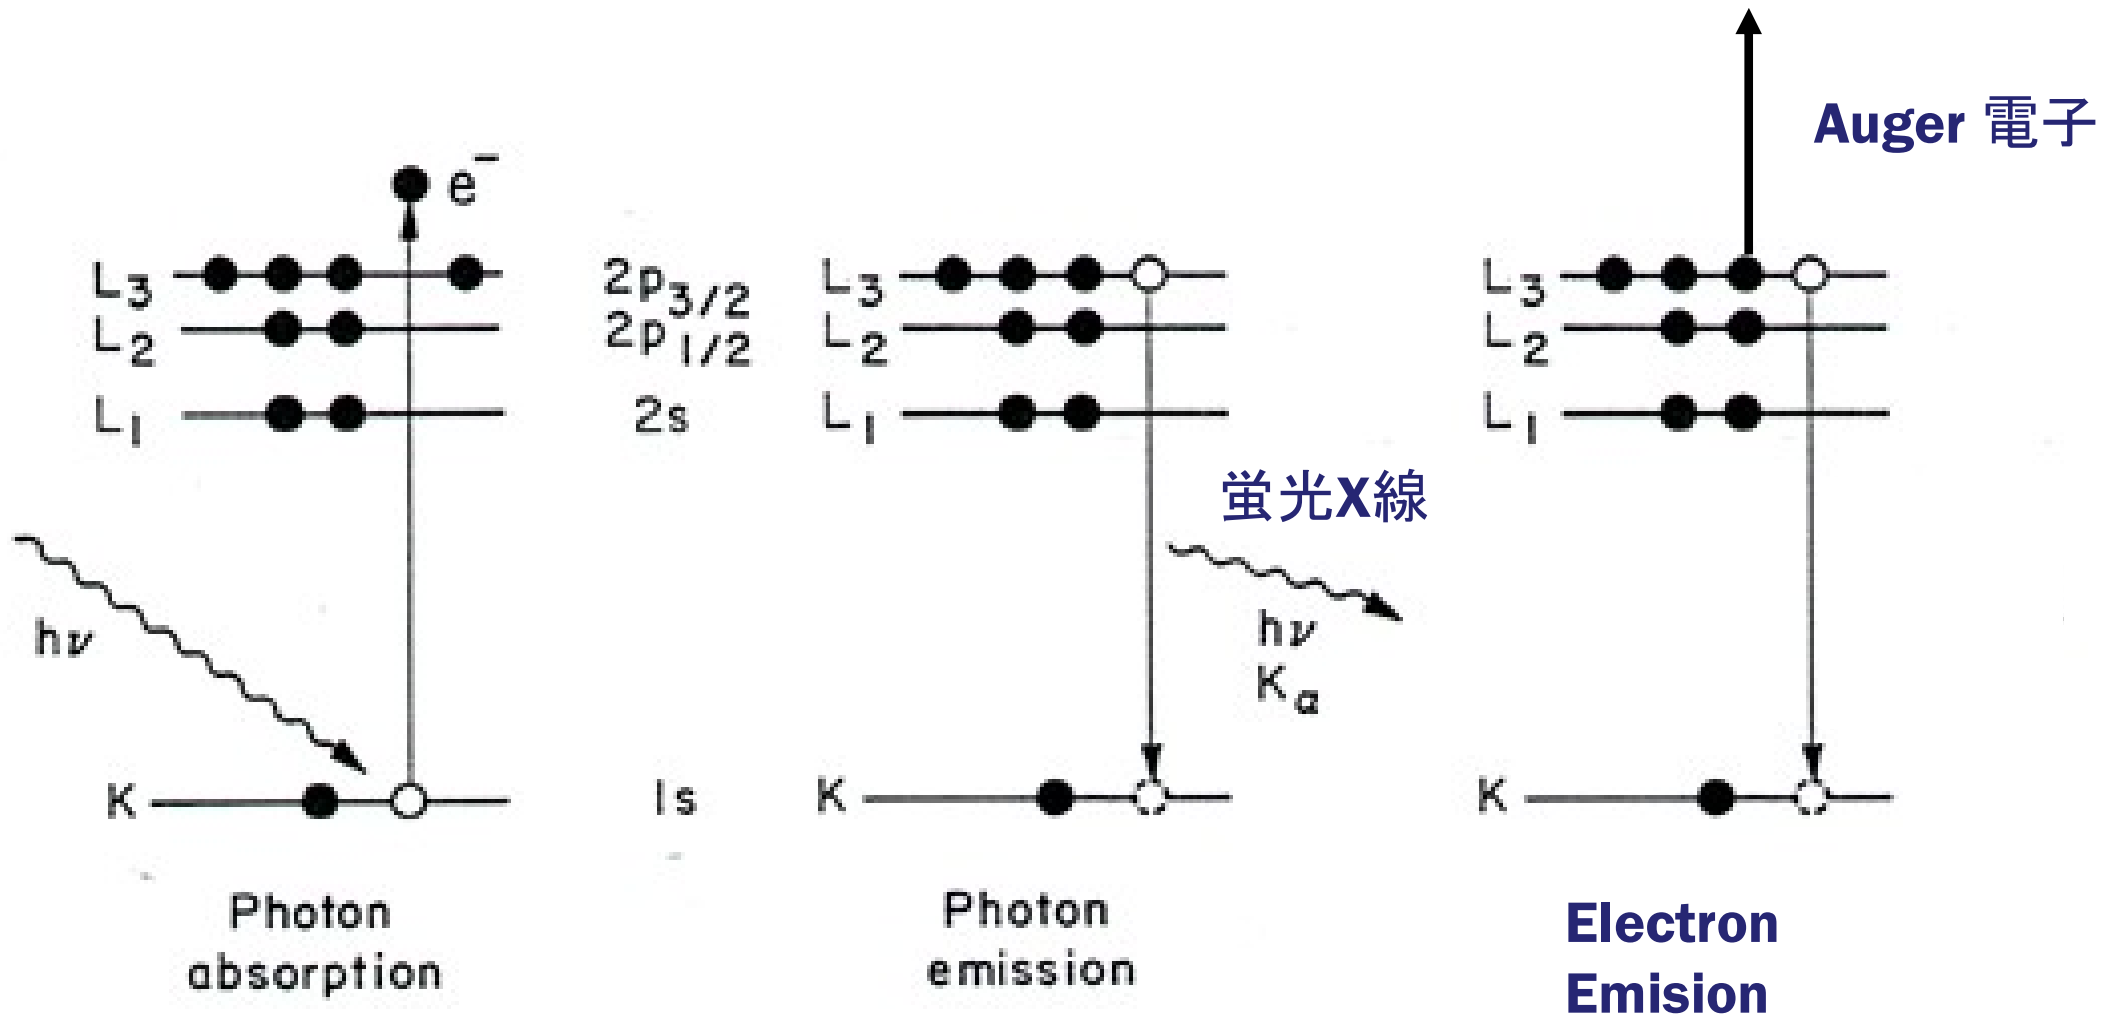 Auger 電子
e⁻
L₃
2p₃/₂
L₃
L₃
L₂
2p₁/₂
L₂
L₂
L₁
2s
L₁
L₁
蛍光X線
hν
hν
Kα
K
1s
K
K
Photon
absorption
Photon
emission
Electron
Emision